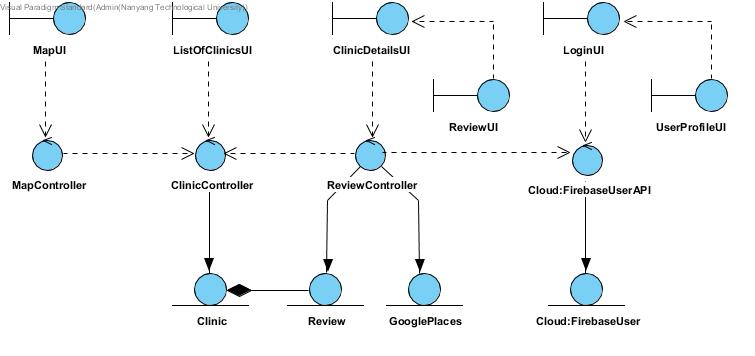 Visual Paradigm Standard(Admin(Nanyang Technological University))
MapUI
ListOfClinicsUI
ClinicDetailsUI
LoginUI
ReviewUI
UserProfileUI
MapController
ClinicController
ReviewController
Cloud:FirebaseUserAPI
Clinic
Review
GooglePlaces
Cloud:FirebaseUser